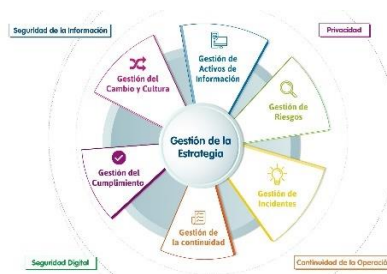 Seguridad de la Información
Privacidad
Gestión de
Activos de
Información
Gestión del
Cambio y Cultura
Gestión de
Riesgos
Gestión de la
Estrategia
Gestión del
Cumplimiento
Gestión de
Incidentes
Gestión de
la continuidad
Seguridad Digital
Continuidad de la Operació